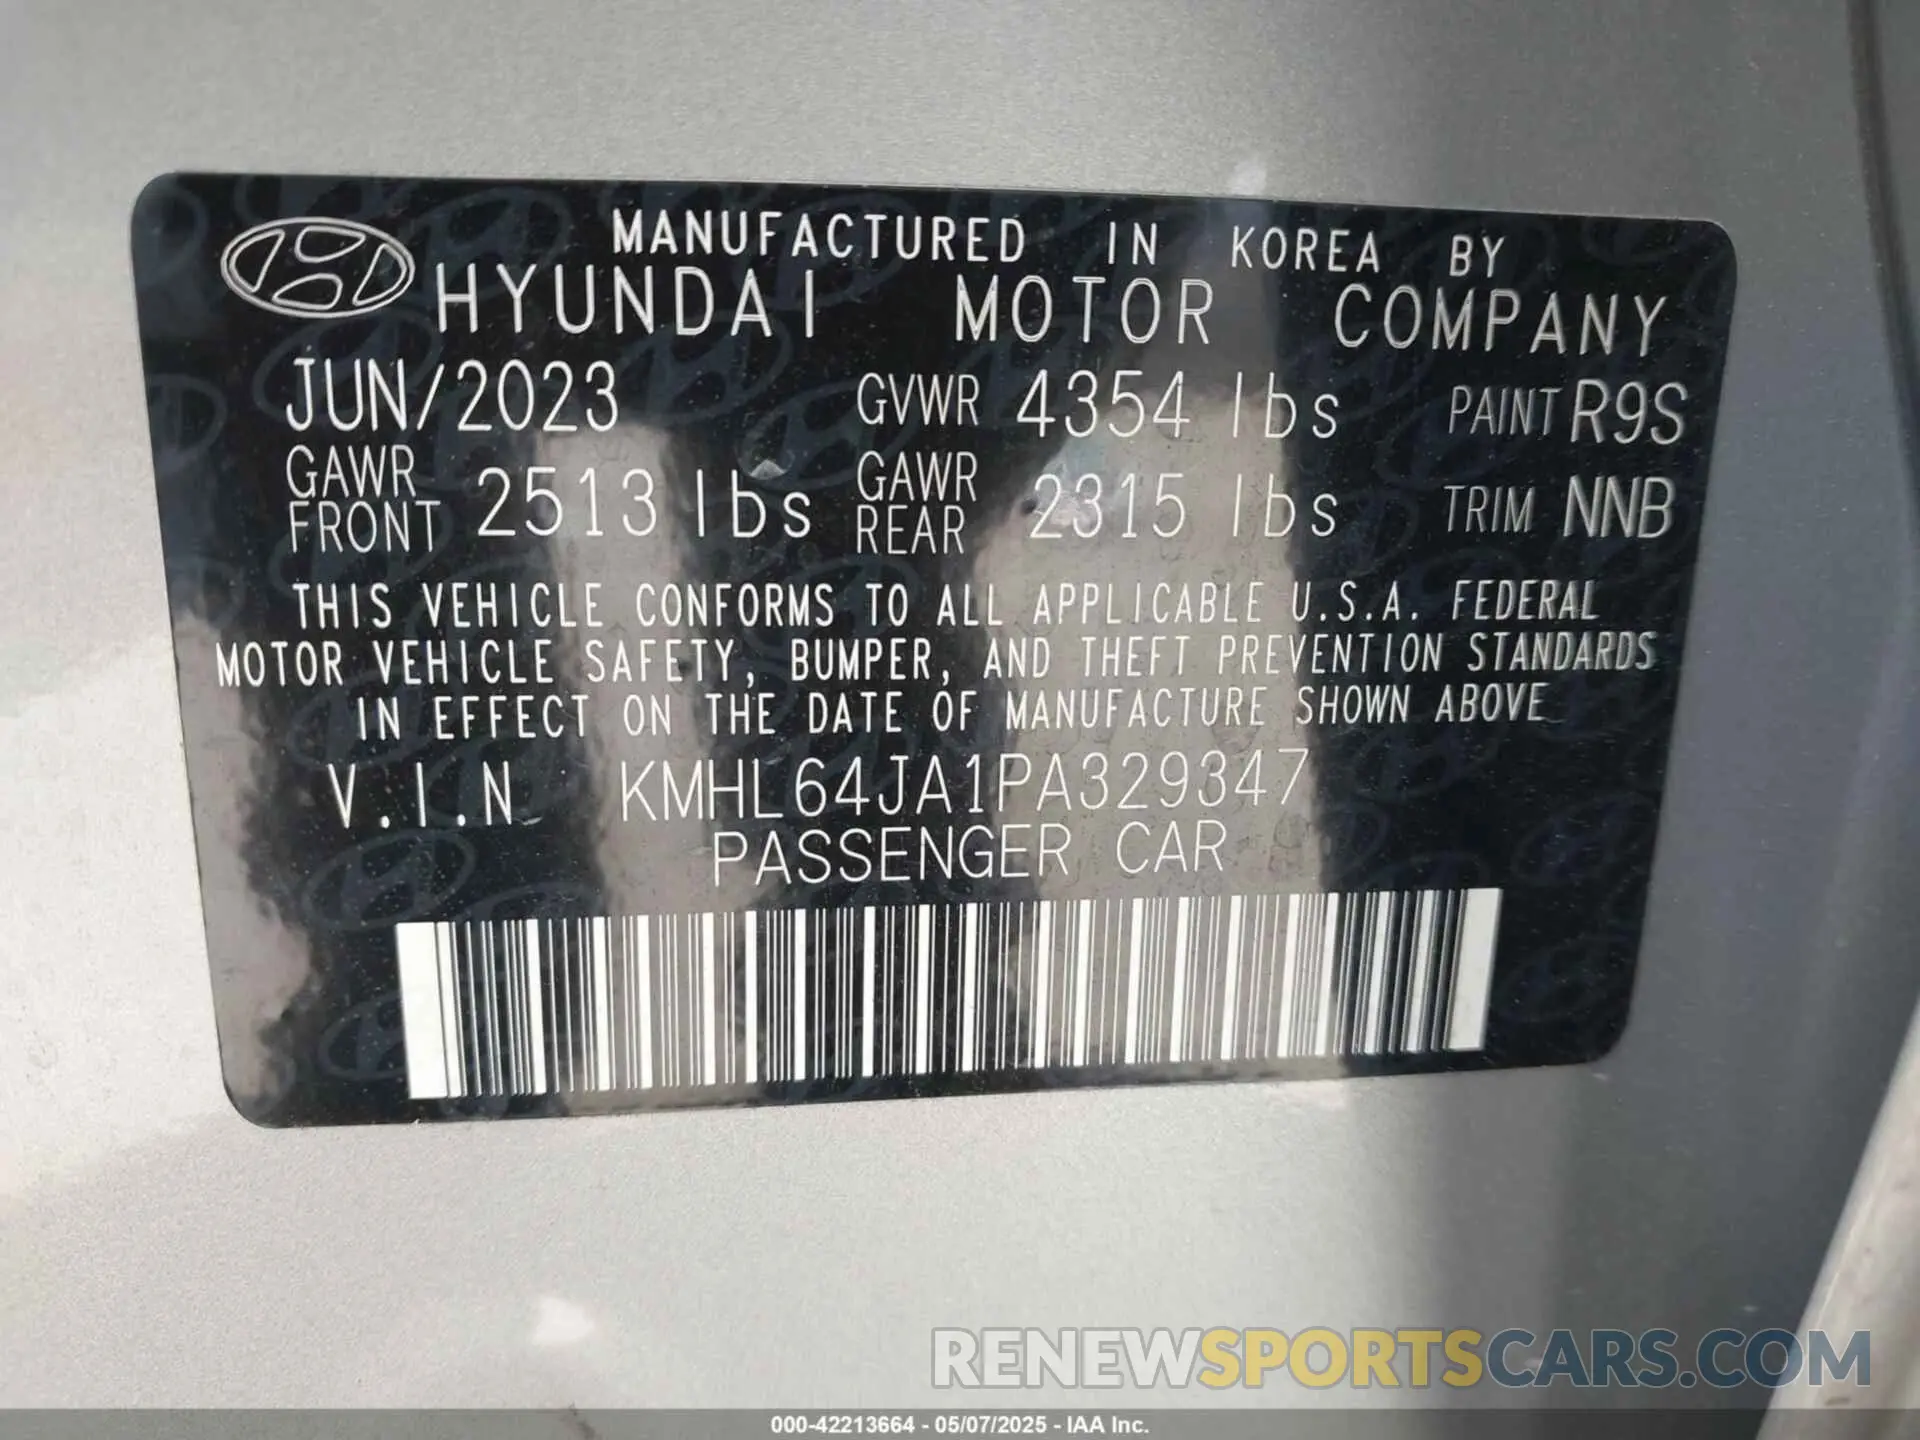 MANUFACTURED IN KOREA BY
HYUNDAI MOTOR COMPANY
JUN/2023 GVWR 4354 lbs PAINT R9S
GAWR FRONT 2513 lbs GAWR REAR 2315 lbs TRIM NNB
THIS VEHICLE CONFORMS TO ALL APPLICABLE U.S.A. FEDERAL
MOTOR VEHICLE SAFETY, BUMPER, AND THEFT PREVENTION STANDARDS
IN EFFECT ON THE DATE OF MANUFACTURE SHOWN ABOVE
V.I.N KMHL64JA1PA329347
PASSENGER CAR
RENEWSPORTSCARS.COM
000-42213664 - 05/07/2025 - IAA Inc.